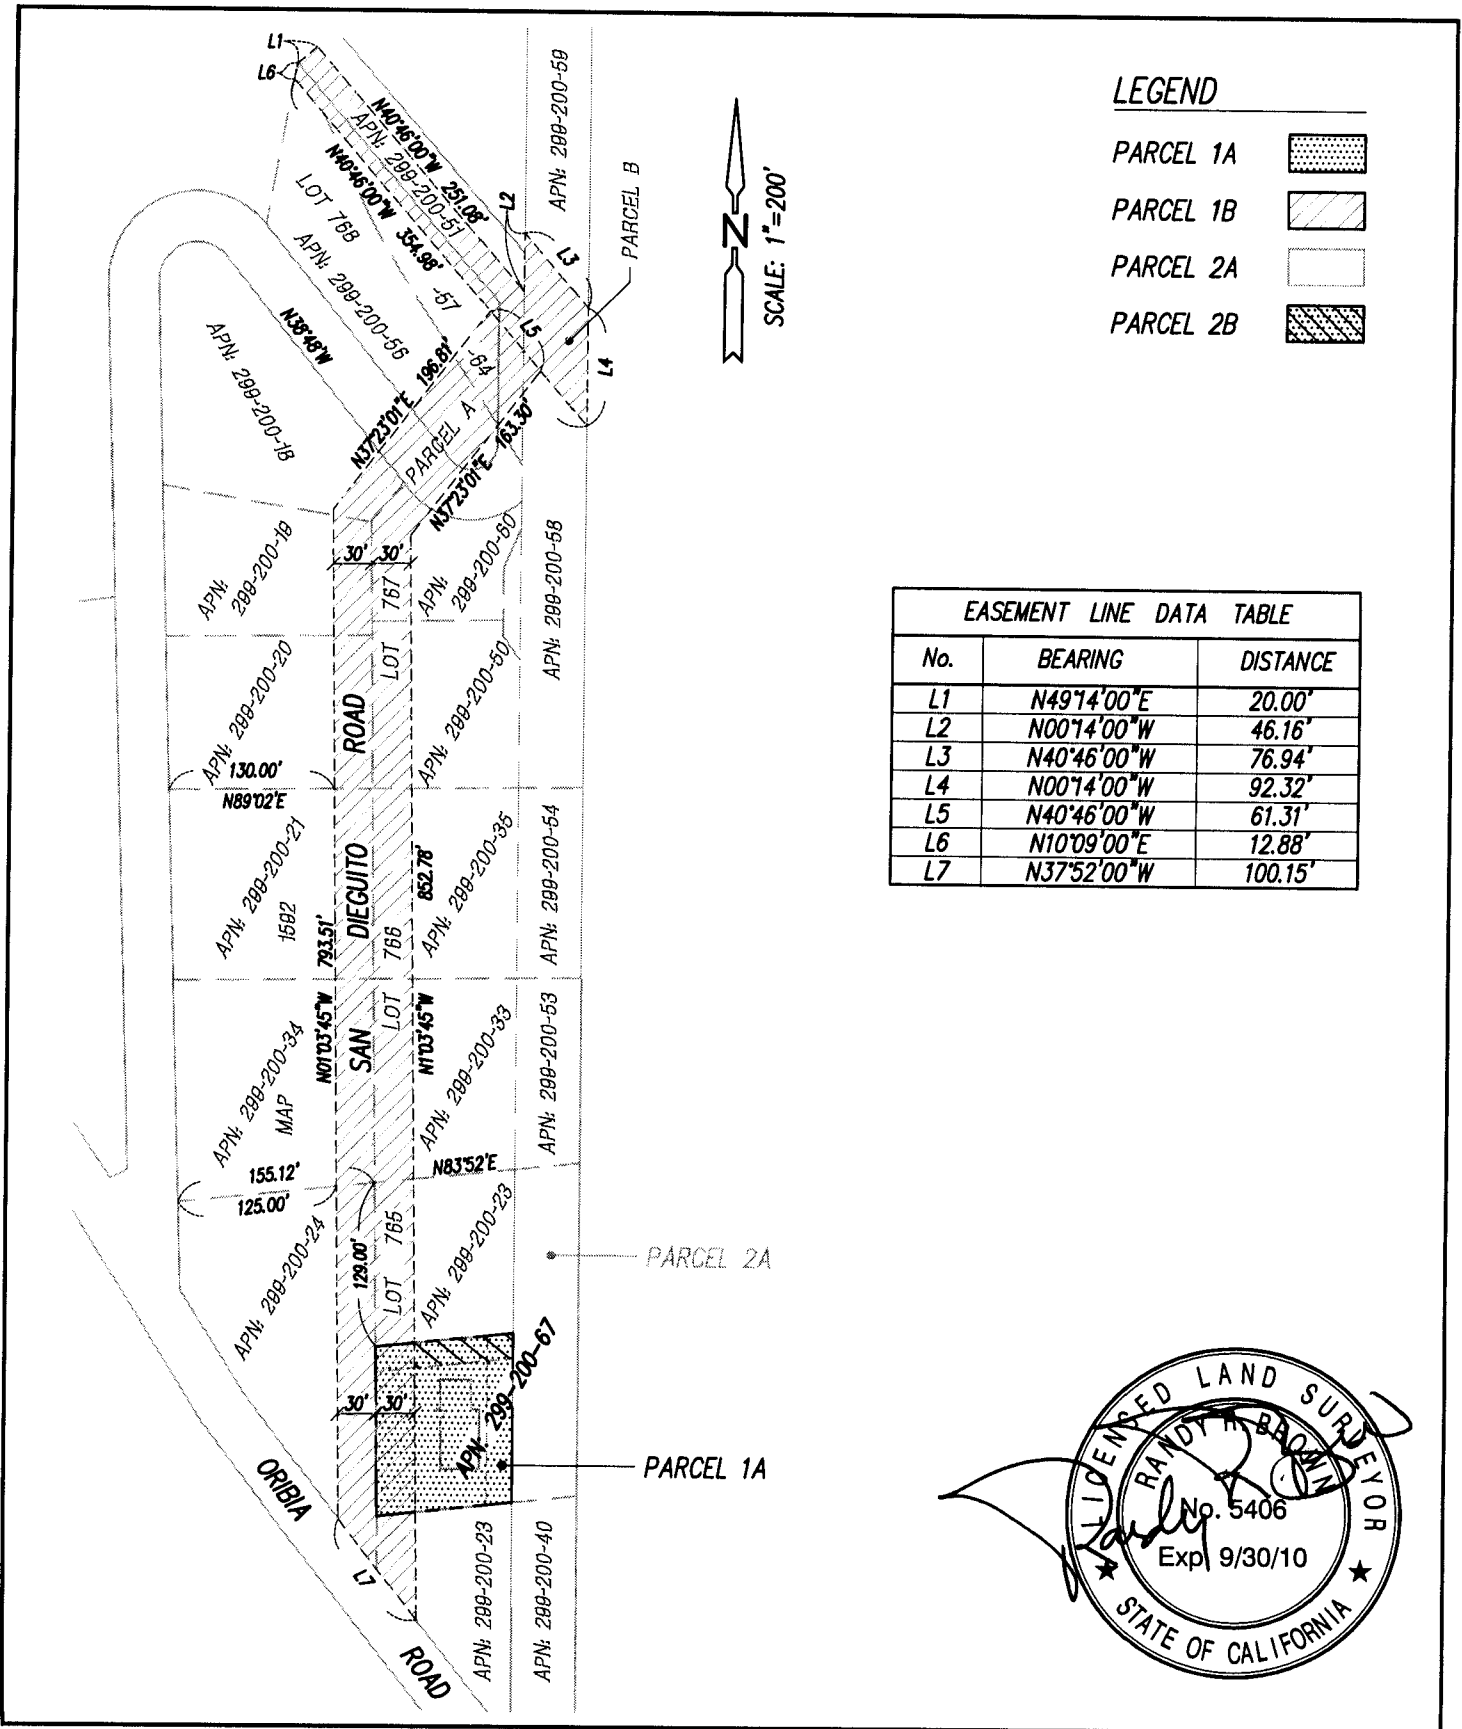 L1
L6
N40°46'00"W 251.08'
APN: 299-200-51
N40°46'00"W 354.98'
LOT 768
-57
APN: 299-200-56
N38°48'W
APN: 299-200-18
L2
L3
APN: 299-200-59
PARCEL B
L5
L4
-64
N37°23'01"E 196.81'
PARCEL A
N37°23'01"E 163.30'
N
SCALE: 1"=200'
LEGEND
PARCEL 1A
PARCEL 1B
PARCEL 2A
PARCEL 2B
30' 30'
APN: 299-200-19
LOT 767
APN: 299-200-60
APN: 299-200-58
APN: 299-200-20
APN: 299-200-50
130.00'
N89°02'E
SAN DIEGUITO ROAD
APN: 299-200-21
MAP 1592
N01°03'45"W 793.51'
852.78'
N1°03'45"W
LOT 766
APN: 299-200-35
APN: 299-200-54
APN: 299-200-34
APN: 299-200-33
APN: 299-200-53
EASEMENT LINE DATA TABLE
No. BEARING DISTANCE
L1 N49°14'00"E 20.00'
L2 N00°14'00"W 46.16'
L3 N40°46'00"W 76.94'
L4 N00°14'00"W 92.32'
L5 N40°46'00"W 61.31'
L6 N10°09'00"E 12.88'
L7 N37°52'00"W 100.15'
155.12'
125.00'
N83°52'E
129.00'
LOT 765
APN: 299-200-24
APN: 299-200-23
PARCEL 2A
APN: 299-200-67
30' 30'
PARCEL 1A
ORIBIA ROAD
L7
APN: 299-200-23
APN: 299-200-40
LICENSED LAND SURVEYOR
RANDY R. BROWN
No. 5406
Exp. 9/30/10
STATE OF CALIFORNIA